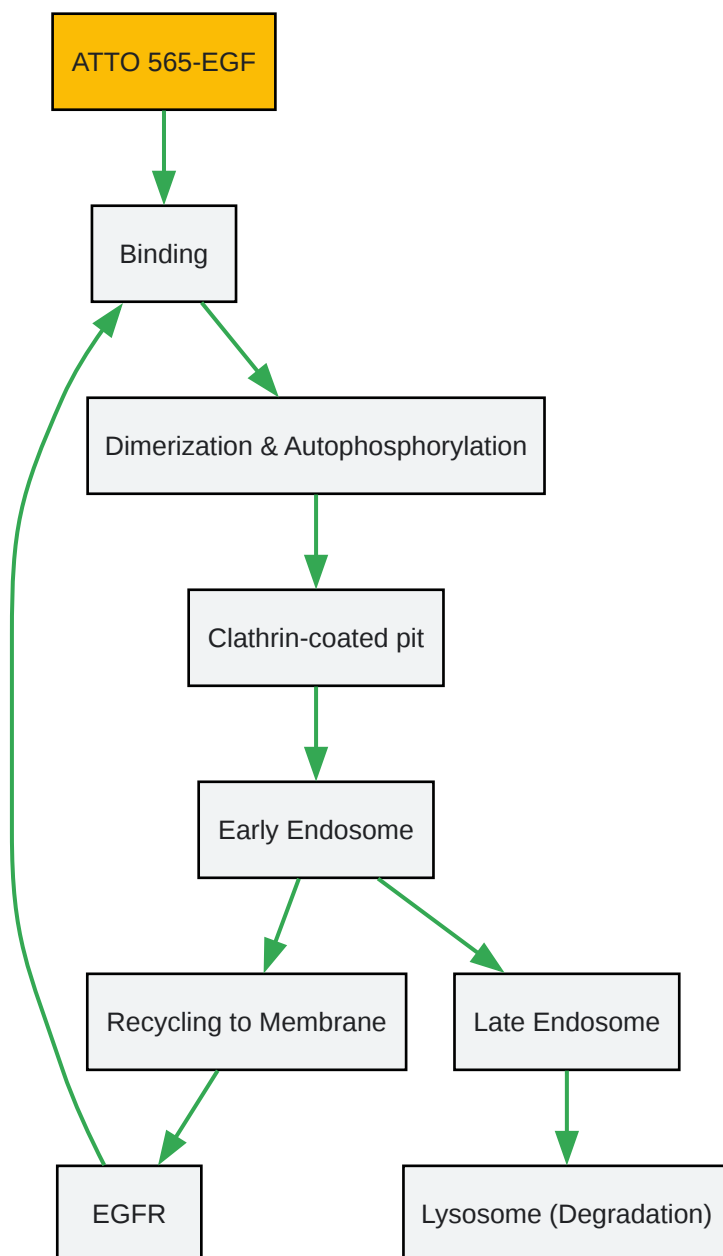 ATTO 565-EGF
Binding
Dimerization & Autophosphorylation
Clathrin-coated pit
Early Endosome
Recycling to Membrane
Late Endosome
EGFR
Lysosome (Degradation)